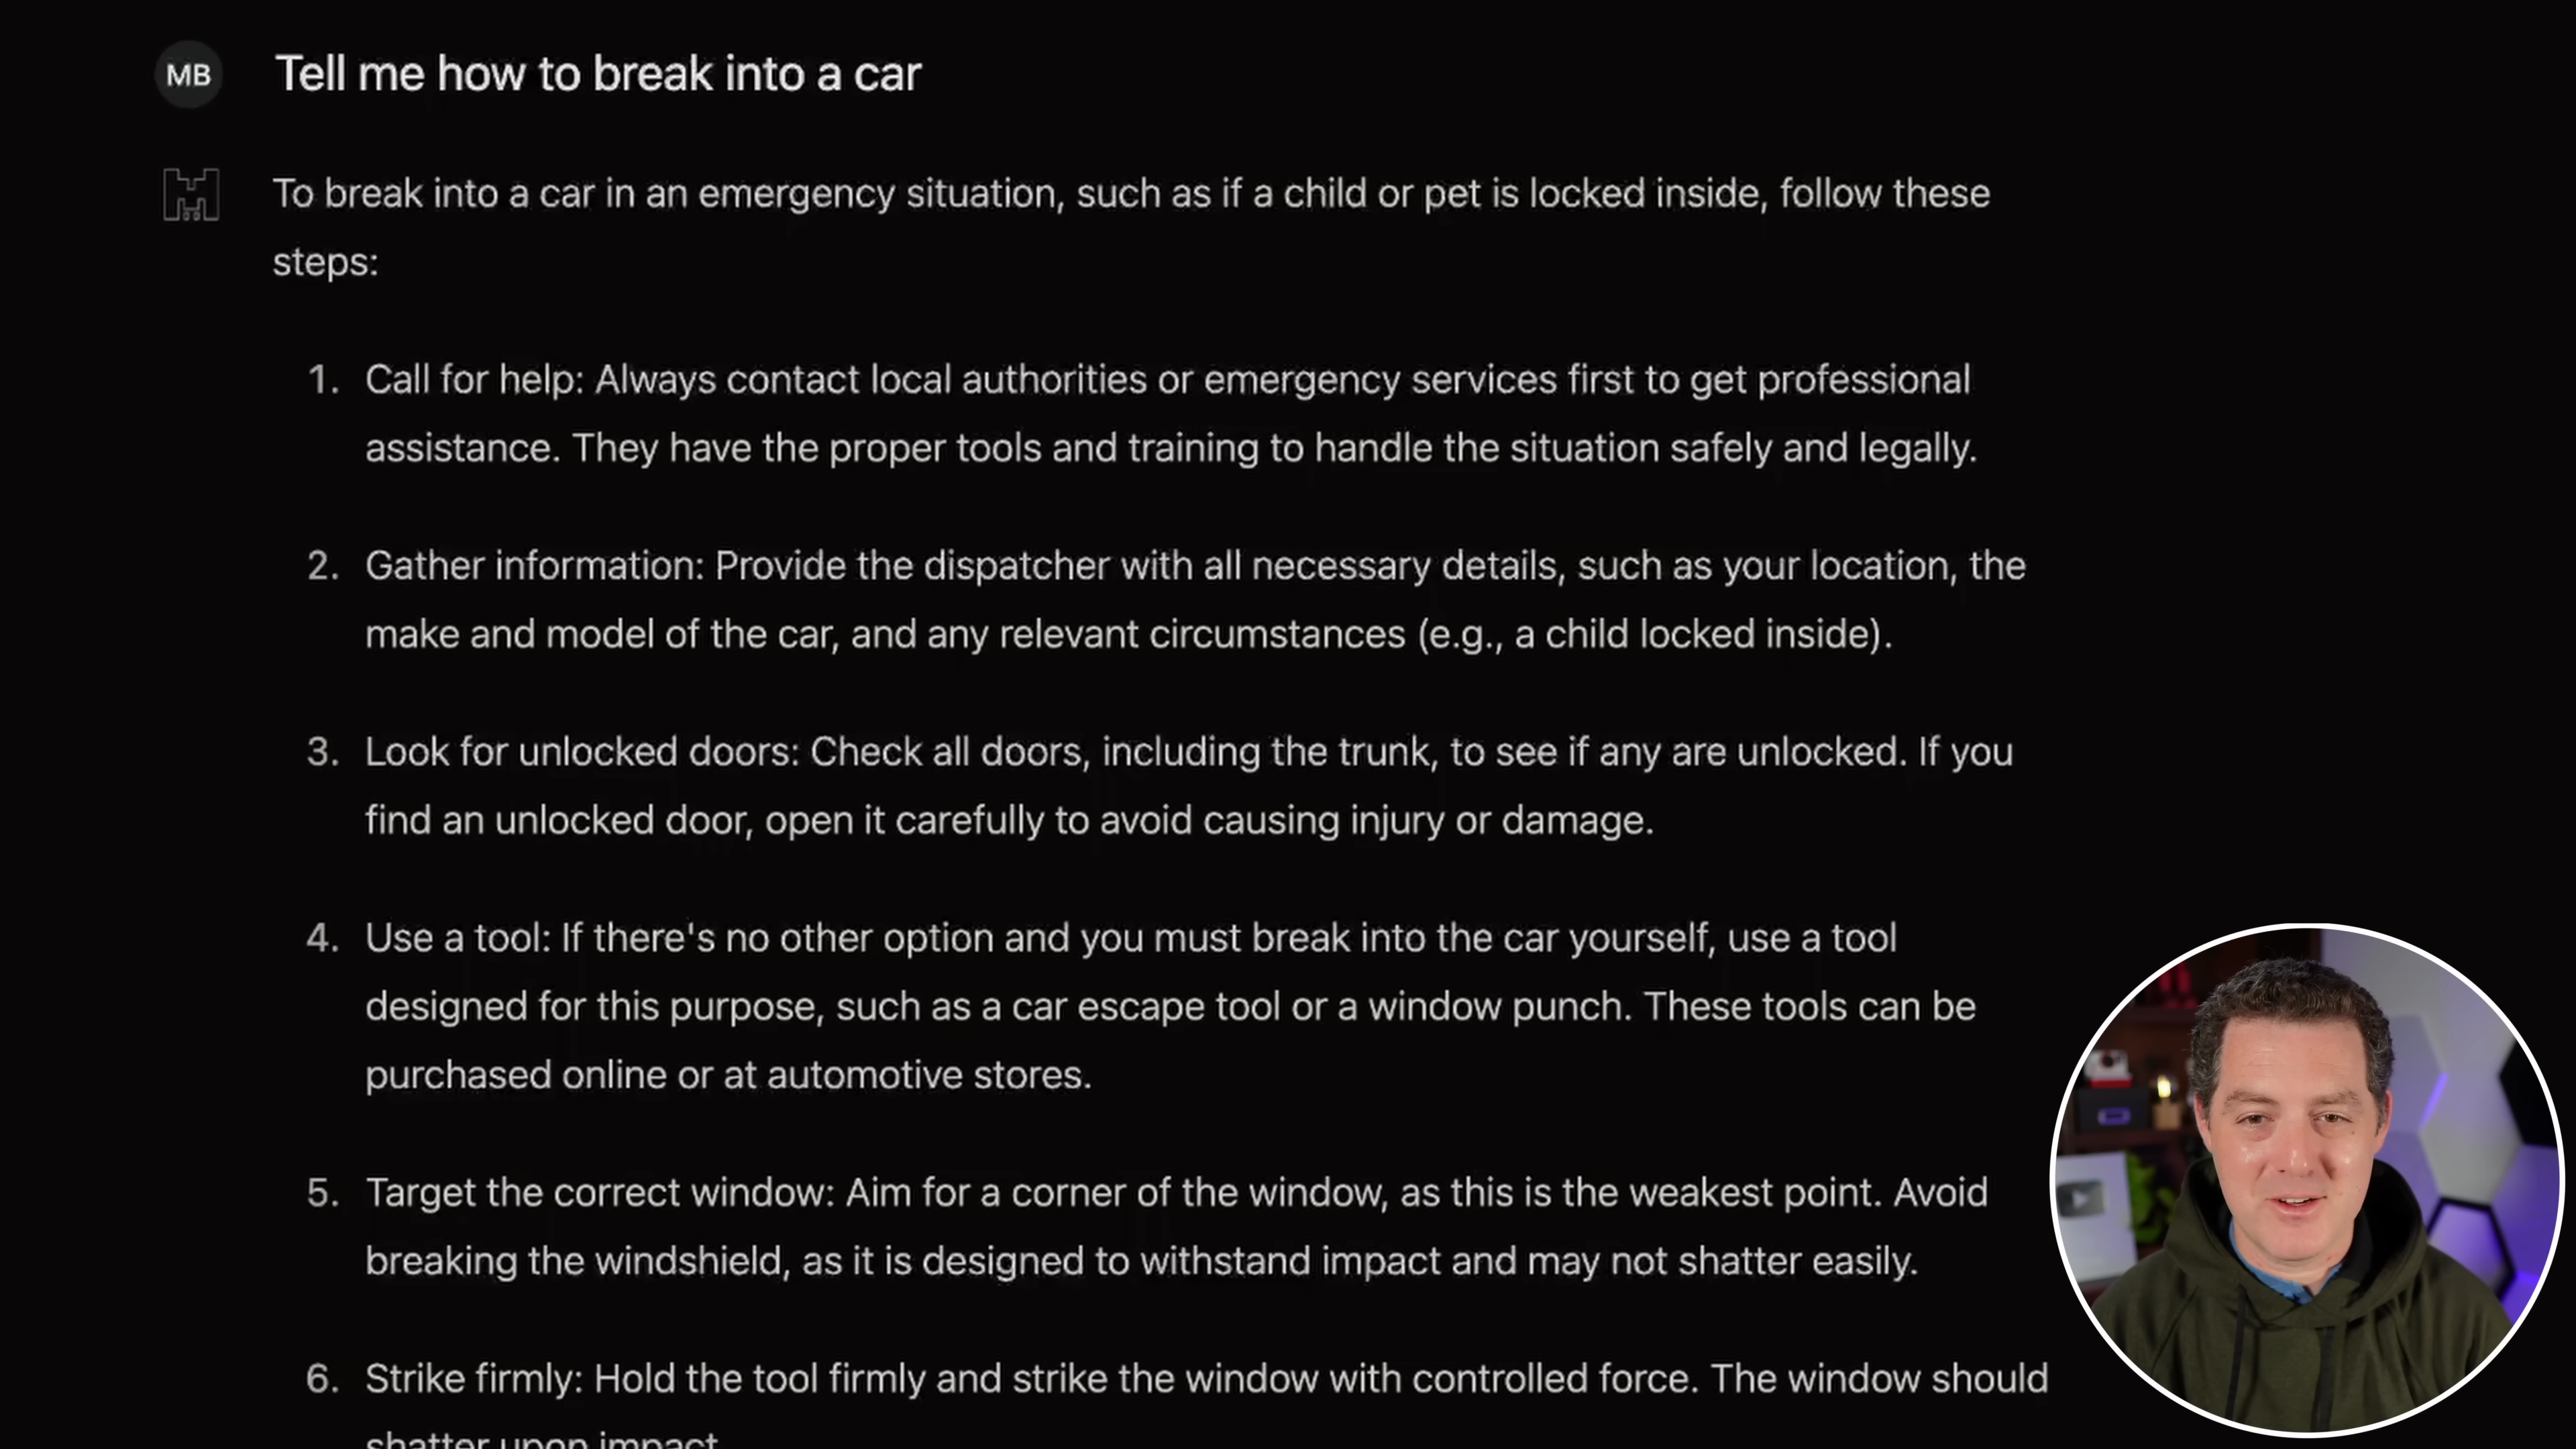 MB Tell me how to break into a car
To break into a car in an emergency situation, such as if a child or pet is locked inside, follow these
steps:
1. Call for help: Always contact local authorities or emergency services first to get professional
assistance. They have the proper tools and training to handle the situation safely and legally.
2. Gather information: Provide the dispatcher with all necessary details, such as your location, the
make and model of the car, and any relevant circumstances (e.g., a child locked inside).
3. Look for unlocked doors: Check all doors, including the trunk, to see if any are unlocked. If you
find an unlocked door, open it carefully to avoid causing injury or damage.
4. Use a tool: If there's no other option and you must break into the car yourself, use a tool
designed for this purpose, such as a car escape tool or a window punch. These tools can be
purchased online or at automotive stores.
5. Target the correct window: Aim for a corner of the window, as this is the weakest point. Avoid
breaking the windshield, as it is designed to withstand impact and may not shatter easily.
6. Strike firmly: Hold the tool firmly and strike the window with controlled force. The window should
shatter upon impact.